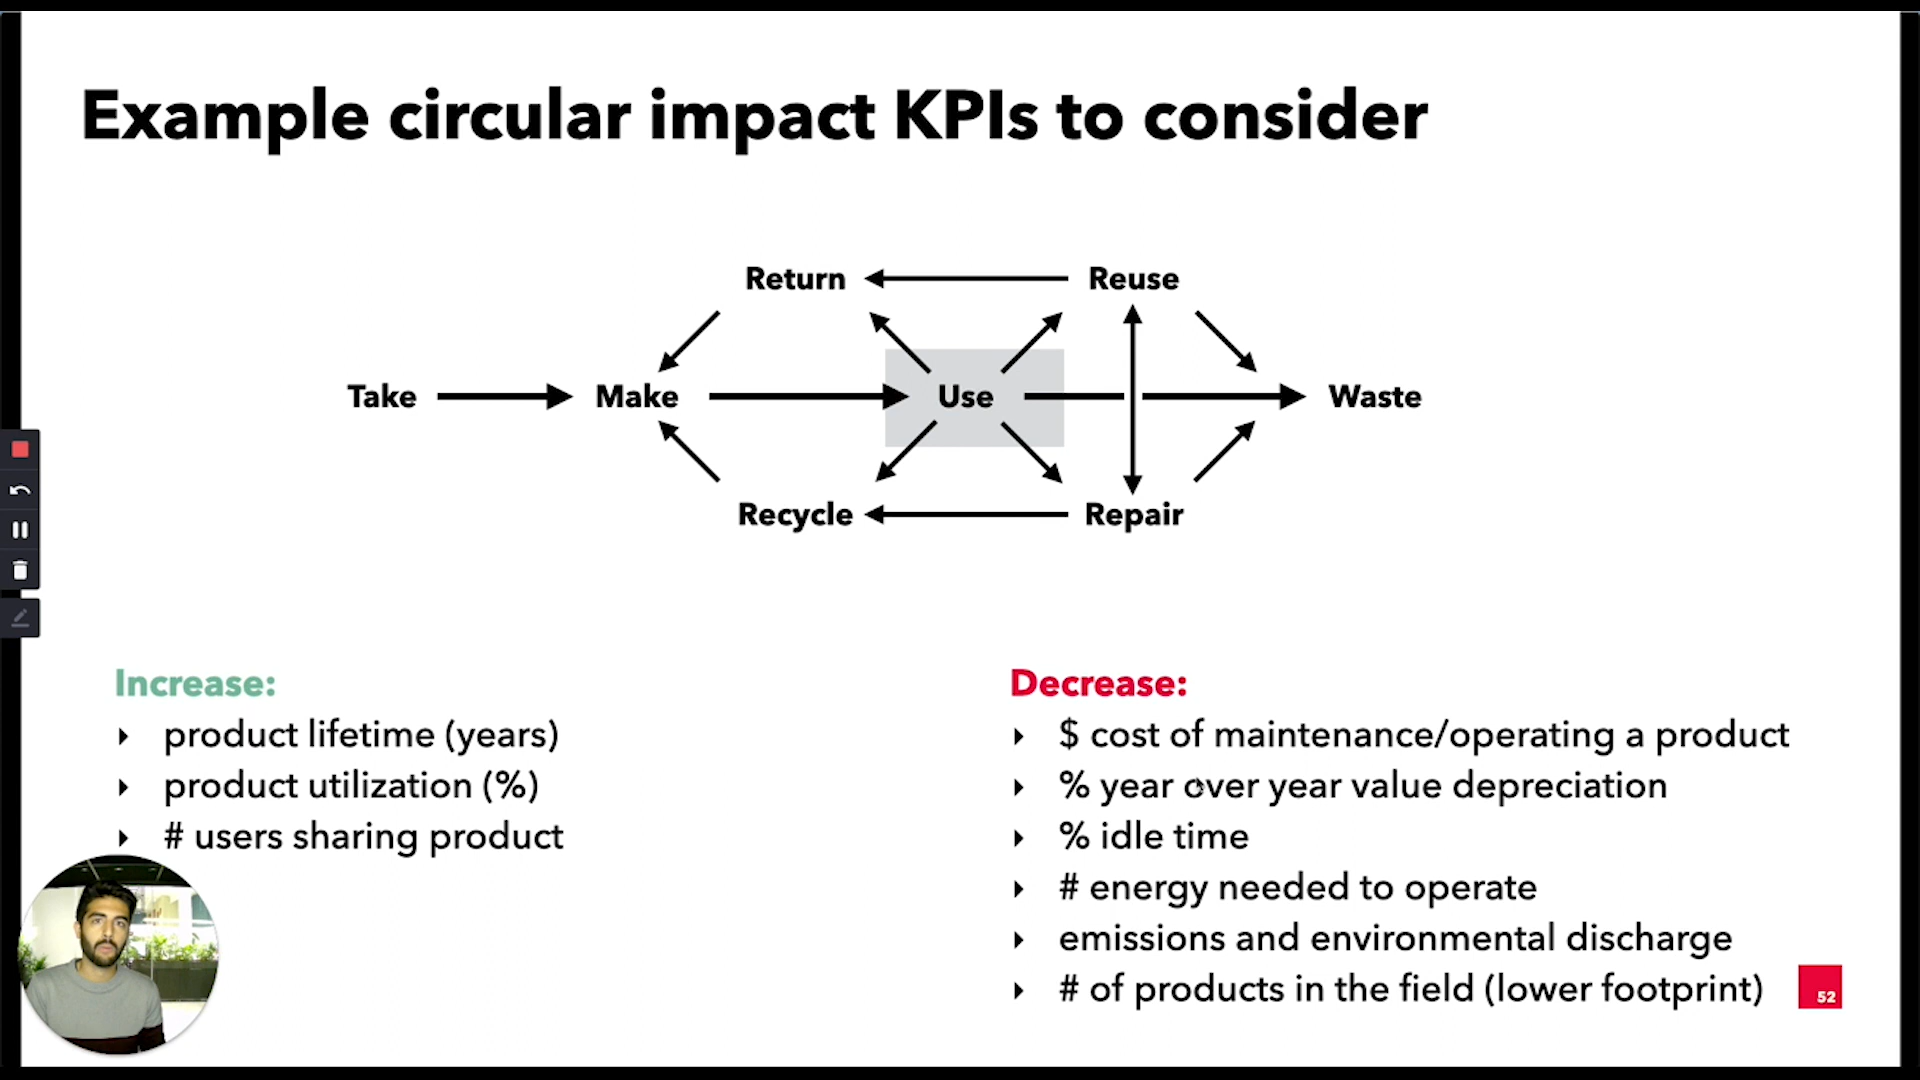 Example circular impact KPIs to consider
Return
Reuse
Take
Make
Use
Waste
Recycle
Repair
Increase:
product lifetime (years)
product utilization (%)
# users sharing product
Decrease:
$ cost of maintenance/operating a product
% year over year value depreciation
% idle time
# energy needed to operate
emissions and environmental discharge
# of products in the field (lower footprint)
52